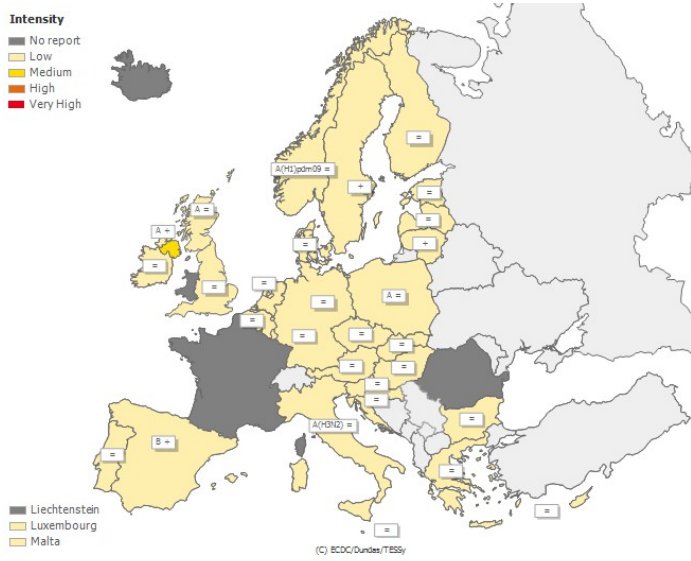 Intensity
No report
Low
Medium
High
Very High
=
A(H1)pdm09 =
+
=
A =
=
A +
+
=
=
=
=
=
A =
=
=
=
=
=
=
=
=
A(H3N2) =
=
B +
=
=
=
=
Liechtenstein
Luxembourg
Malta
(C) ECDC/Dundas/TESSy